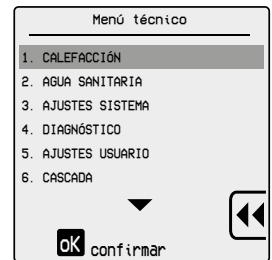 Menú técnico
1. CALEFACCIÓN
2. AGUA SANITARIA
3. AJUSTES SISTEMA
4. DIAGNÓSTICO
5. AJUSTES USUARIO
6. CASCADA
oK confirmar